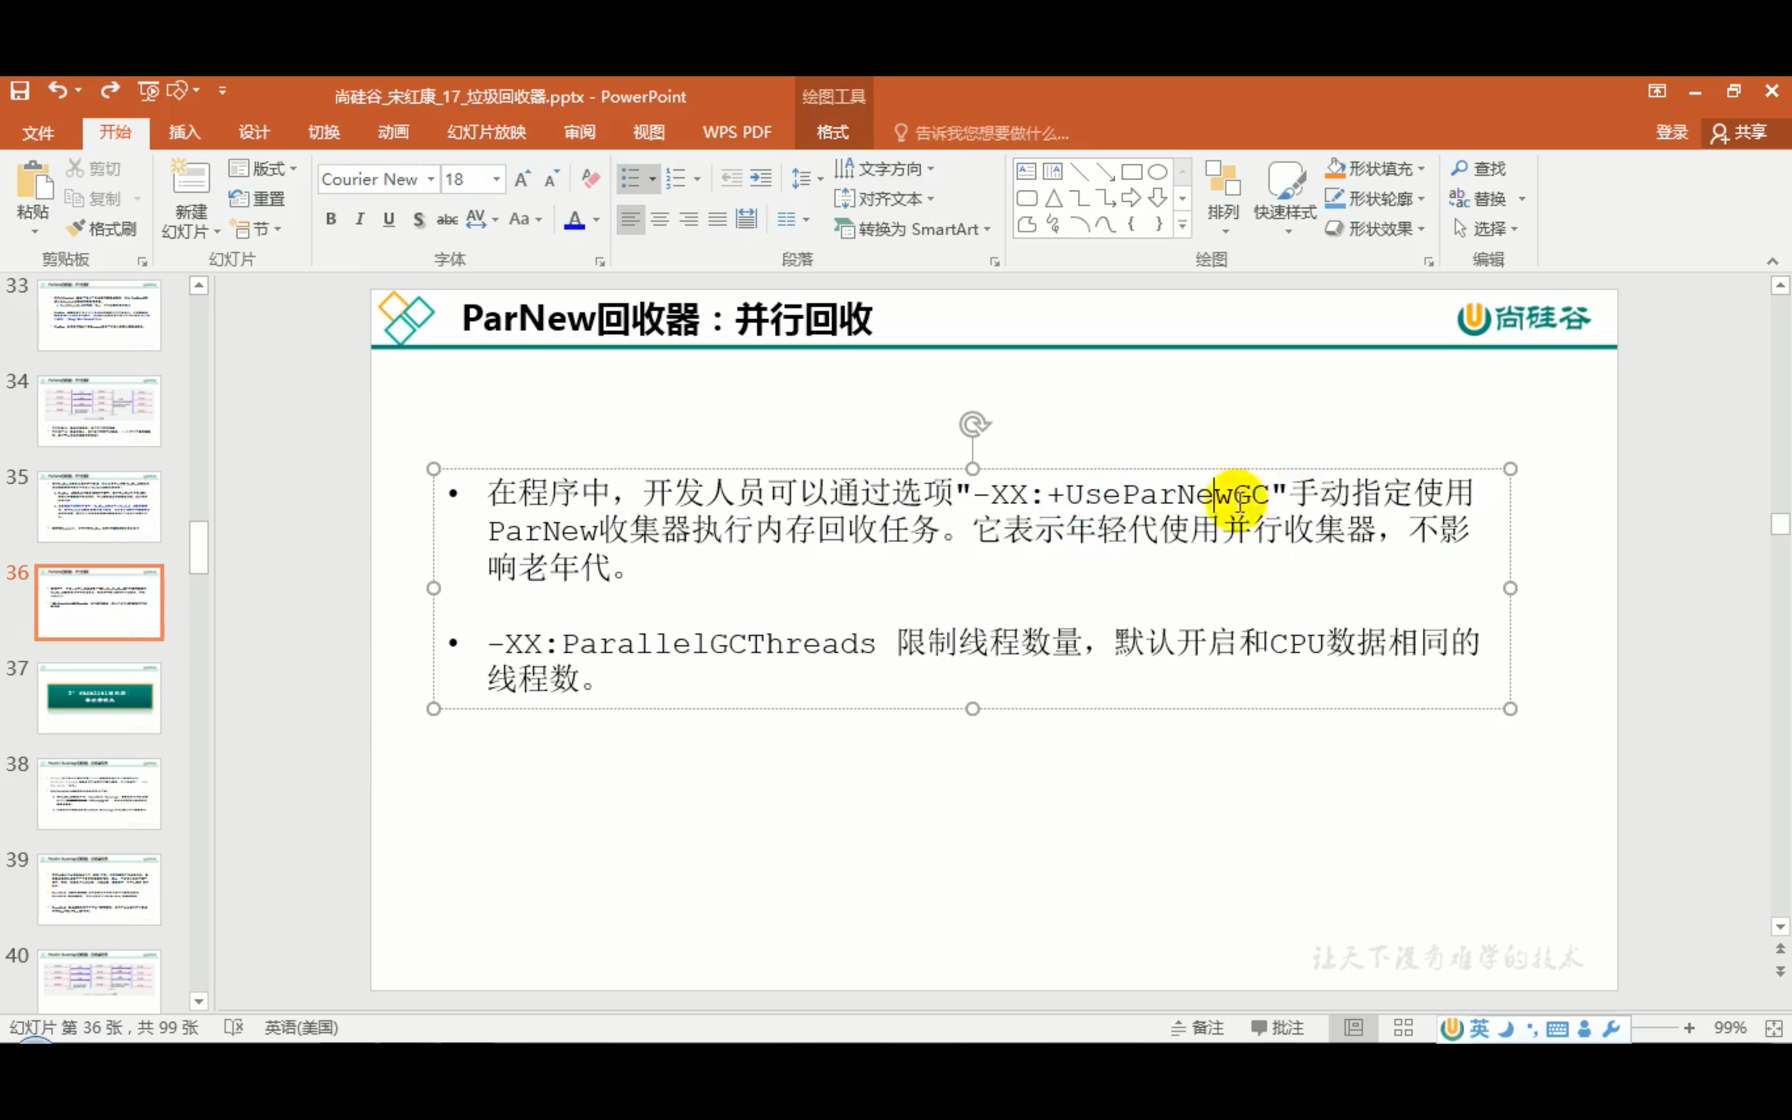 尚硅谷_宋红康_17_垃圾回收器.pptx - PowerPoint
绘图工具
文件 开始 插入 设计 切换 动画 幻灯片放映 审阅 视图 WPS PDF 格式 告诉我您想要做什么... 登录 共享
剪切 复制 格式刷 粘贴
新建
幻灯片
版式
重置
节
Courier New 18
B I U S abc AV Aa A
文字方向
对齐文本
转换为 SmartArt
排列 快速样式
形状填充
形状轮廓
形状效果
查找
替换
选择
剪贴板 幻灯片 字体 段落 绘图 编辑
33
34
35
36
37
38
39
40
ParNew回收器：并行回收
尚硅谷
• 在程序中，开发人员可以通过选项"-XX:+UseParNewGC"手动指定使用
ParNew收集器执行内存回收任务。它表示年轻代使用并行收集器，不影
响老年代。
• -XX:ParallelGCThreads 限制线程数量，默认开启和CPU数据相同的
线程数。
让天下没有难学的技术
幻灯片 第 36 张，共 99 张 英语(美国) 备注 批注 英 99%